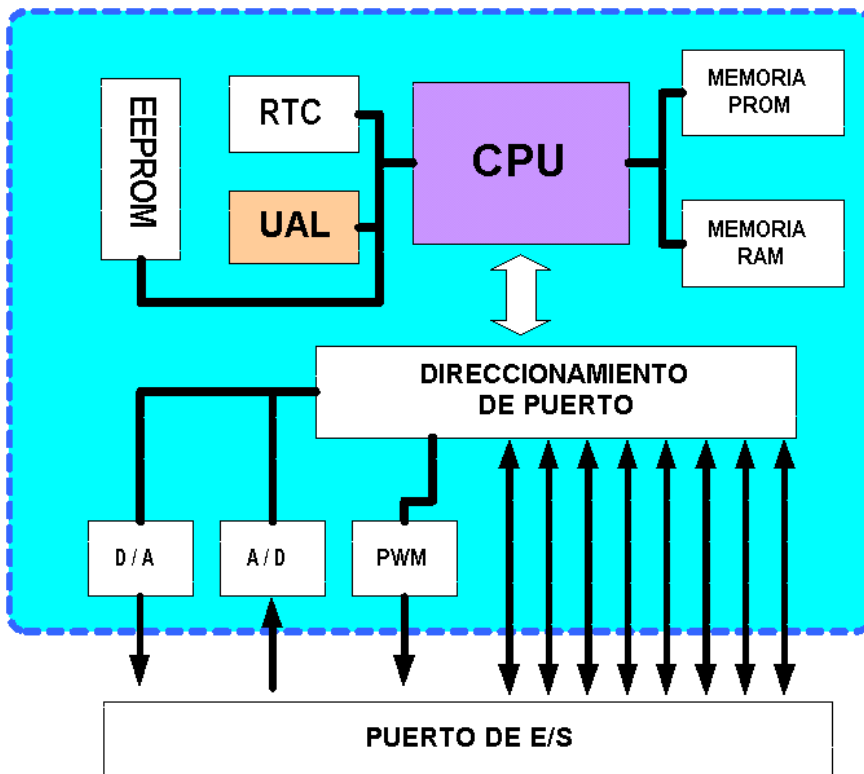 EEPROM
RTC
UAL
CPU
MEMORIA
PROM
MEMORIA
RAM
DIRECCIONAMIENTO
DE PUERTO
D / A
A / D
PWM
PUERTO DE E/S